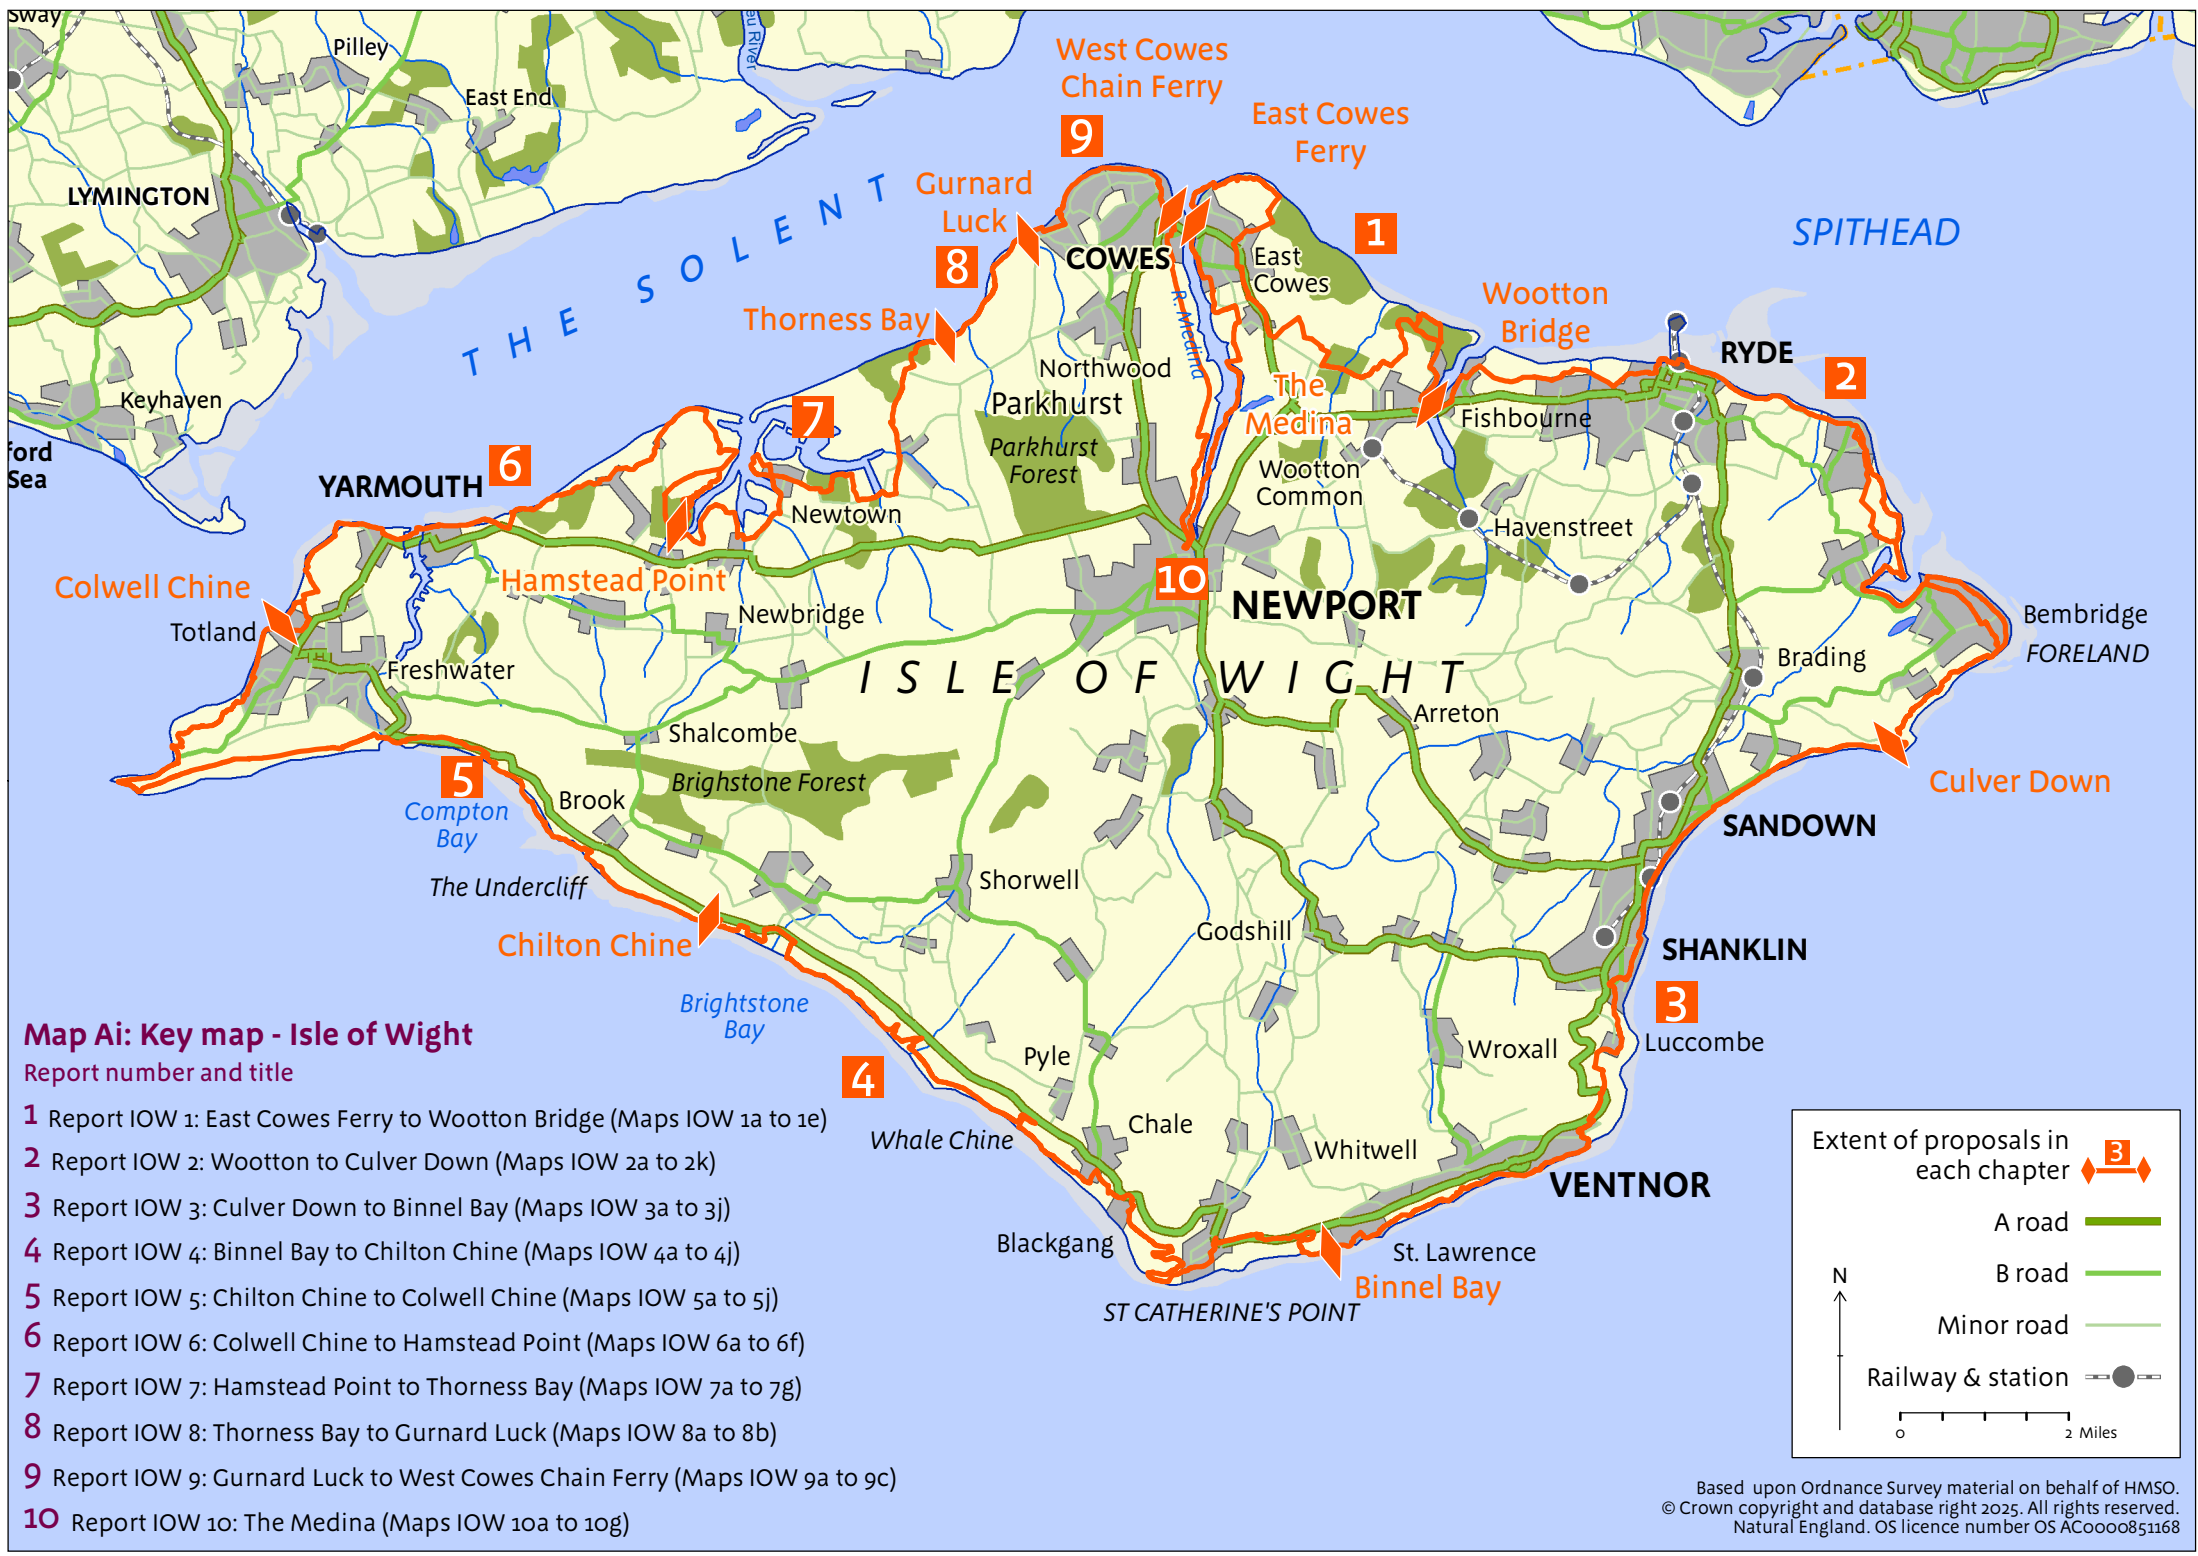 Sway
Pilley
East End
eu River
West Cowes
Chain Ferry
9
East Cowes
Ferry
LYMINGTON
Gurnard
Luck
8
COWES
1
SPITHEAD
THE SOLENT
East
Cowes
R. Medina
Thorness Bay
Wootton
Bridge
RYDE
2
Northwood
Parkhurst
Parkhurst
Forest
The
Medina
Fishbourne
Keyhaven
ford
Sea
7
6
YARMOUTH
Newtown
Wootton
Common
Havenstreet
Colwell Chine
Totland
Hamstead Point
10
NEWPORT
Newbridge
Bembridge
FORELAND
Freshwater
ISLE OF WIGHT
Brading
Arreton
Shalcombe
5
Compton
Bay
Brook
Brighstone Forest
Culver Down
SANDOWN
The Undercliff
Shorwell
Chilton Chine
Godshill
SHANKLIN
Brightstone
Bay
3
Luccombe
Pyle
Wroxall
4
Whale Chine
Chale
Whitwell
VENTNOR
Blackgang
St. Lawrence
Binnel Bay
ST CATHERINE'S POINT
Map Ai: Key map - Isle of Wight
Report number and title
1 Report IOW 1: East Cowes Ferry to Wootton Bridge (Maps IOW 1a to 1e)
2 Report IOW 2: Wootton to Culver Down (Maps IOW 2a to 2k)
3 Report IOW 3: Culver Down to Binnel Bay (Maps IOW 3a to 3j)
4 Report IOW 4: Binnel Bay to Chilton Chine (Maps IOW 4a to 4j)
5 Report IOW 5: Chilton Chine to Colwell Chine (Maps IOW 5a to 5j)
6 Report IOW 6: Colwell Chine to Hamstead Point (Maps IOW 6a to 6f)
7 Report IOW 7: Hamstead Point to Thorness Bay (Maps IOW 7a to 7g)
8 Report IOW 8: Thorness Bay to Gurnard Luck (Maps IOW 8a to 8b)
9 Report IOW 9: Gurnard Luck to West Cowes Chain Ferry (Maps IOW 9a to 9c)
10 Report IOW 10: The Medina (Maps IOW 10a to 10g)
Extent of proposals in
each chapter
3
A road
B road
Minor road
Railway & station
N
0 2 Miles
Based upon Ordnance Survey material on behalf of HMSO.
© Crown copyright and database right 2025. All rights reserved.
Natural England. OS licence number OS AC0000851168